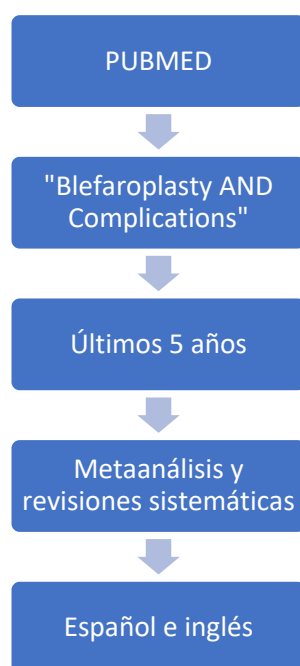 PUBMED
"Blefaroplasty AND
Complications"
Últimos 5 años
Metaanálisis y
revisiones sistemáticas
Español e inglés